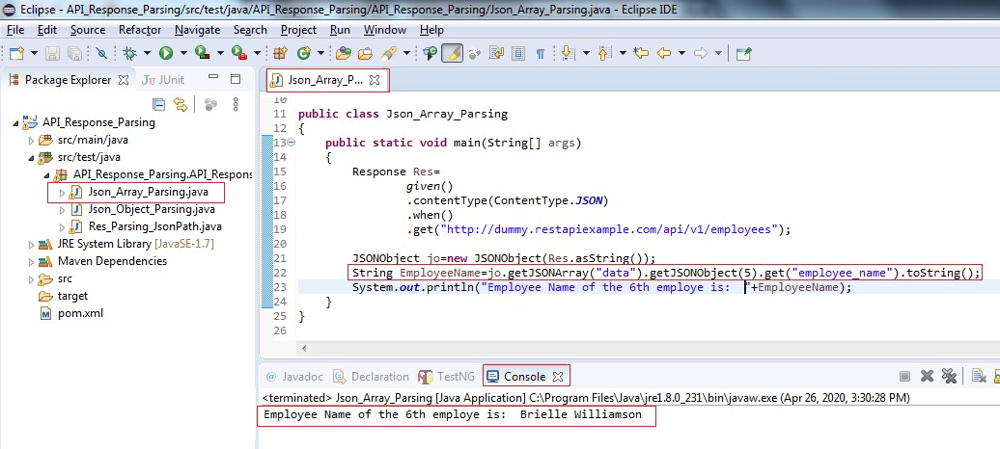 Eclipse - API_Response_Parsing/src/test/java/API_Response_Parsing/API_Response_Parsing/Json_Array_Parsing.java - Eclipse IDE
File Edit Source Refactor Navigate Search Project Run Window Help
Package Explorer JUnit
Json_Array_P...
API_Response_Parsing
src/main/java
src/test/java
API_Response_Parsing.API_Respons
Json_Array_Parsing.java
Json_Object_Parsing.java
Res_Parsing_JsonPath.java
JRE System Library [JavaSE-1.7]
Maven Dependencies
src
target
pom.xml
10
11 public class Json_Array_Parsing
12 {
13 public static void main(String[] args)
14 {
15 Response Res=
16 given()
17 .contentType(ContentType.JSON)
18 .when()
19 .get("http://dummy.restapiexample.com/api/v1/employees");
20
21 JSONObject jo=new JSONObject(Res.asString());
22 String EmployeeName=jo.getJSONArray("data").getJSONObject(5).get("employee_name").toString();
23 System.out.println("Employee Name of the 6th employe is:  "+EmployeeName);
24 }
25 }
26
@ Javadoc Declaration TestNG Console
<terminated> Json_Array_Parsing [Java Application] C:\Program Files\Java\jre1.8.0_231\bin\javaw.exe (Apr 26, 2020, 3:30:28 PM)
Employee Name of the 6th employe is:  Brielle Williamson